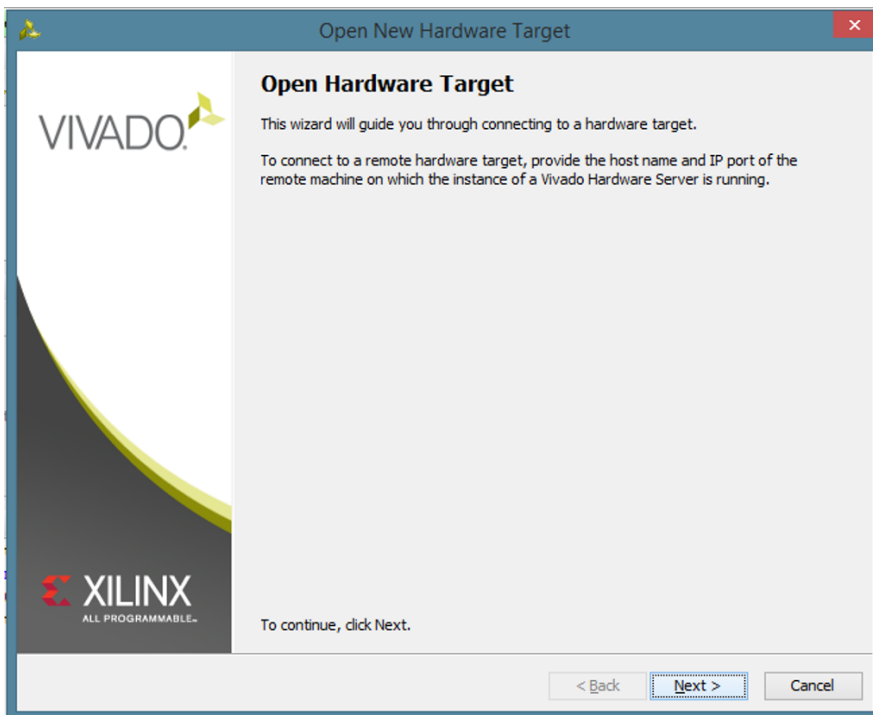 Open New Hardware Target
VIVADO.
Open Hardware Target
This wizard will guide you through connecting to a hardware target.
To connect to a remote hardware target, provide the host name and IP port of the
remote machine on which the instance of a Vivado Hardware Server is running.
XILINX
ALL PROGRAMMABLE™
To continue, click Next.
< Back
Next >
Cancel